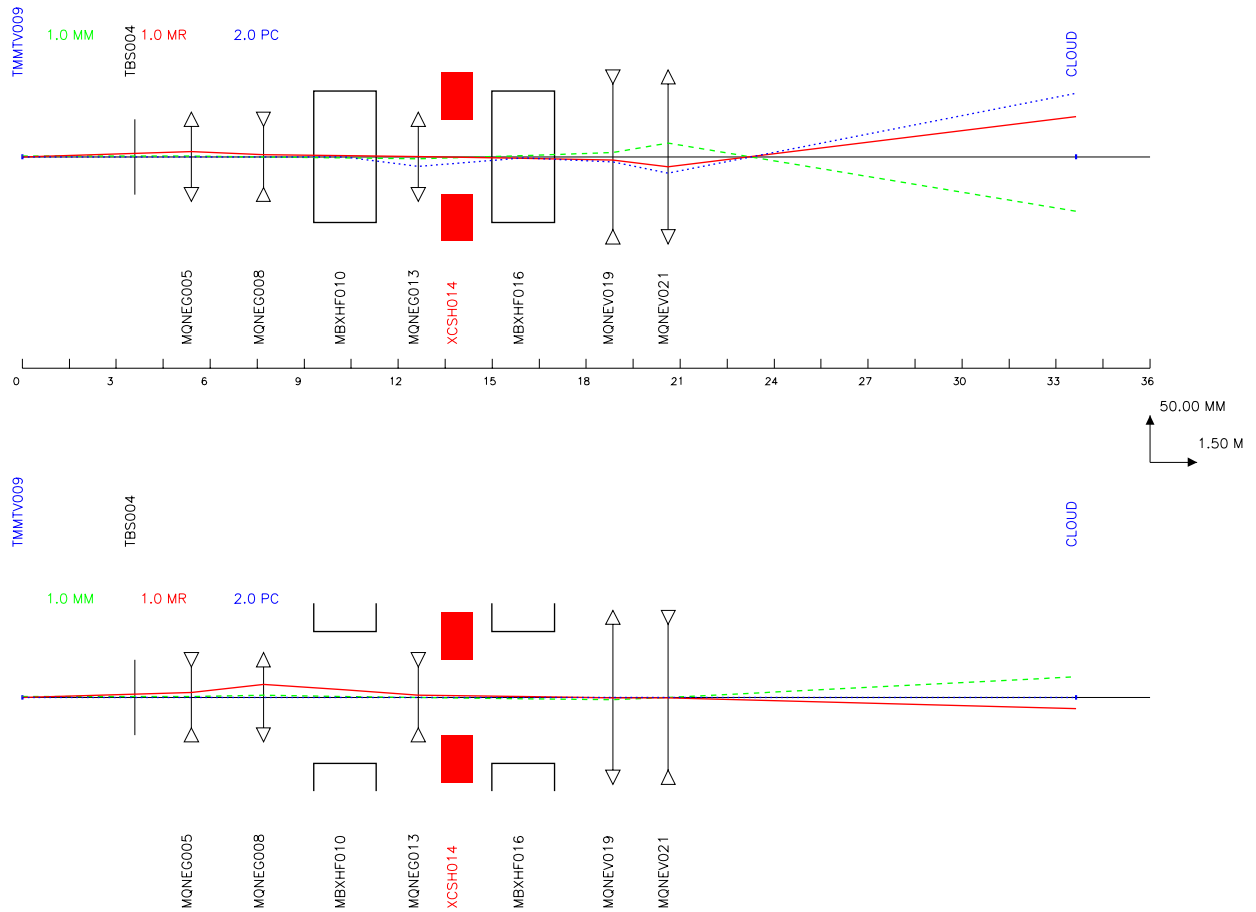 TMMTV009
TBS004
CLOUD
1.0 MM 1.0 MR 2.0 PC
MQNEG005 MQNEG008 MBXHF010 MQNEG013 XCSH014 MBXHF016 MQNEV019 MQNEV021
0 3 6 9 12 15 18 21 24 27 30 33 36
50.00 MM
1.50 M
TMMTV009
TBS004
CLOUD
1.0 MM 1.0 MR 2.0 PC
MQNEG005 MQNEG008 MBXHF010 MQNEG013 XCSH014 MBXHF016 MQNEV019 MQNEV021